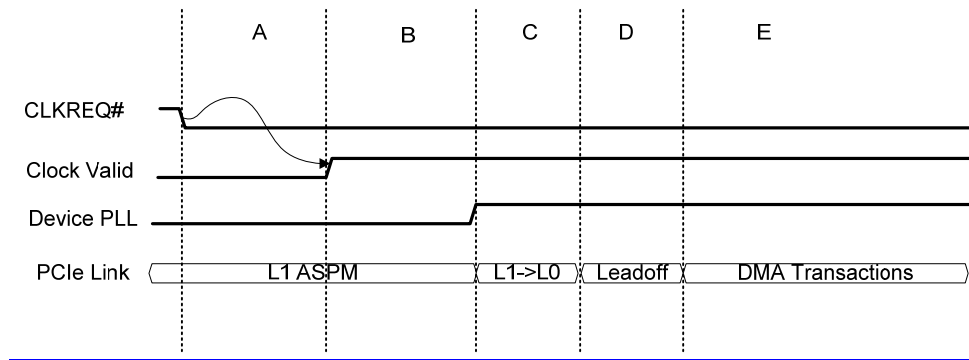 A B C D E
CLKREQ#
Clock Valid
Device PLL
PCIe Link L1 ASPM L1->L0 Leadoff DMA Transactions